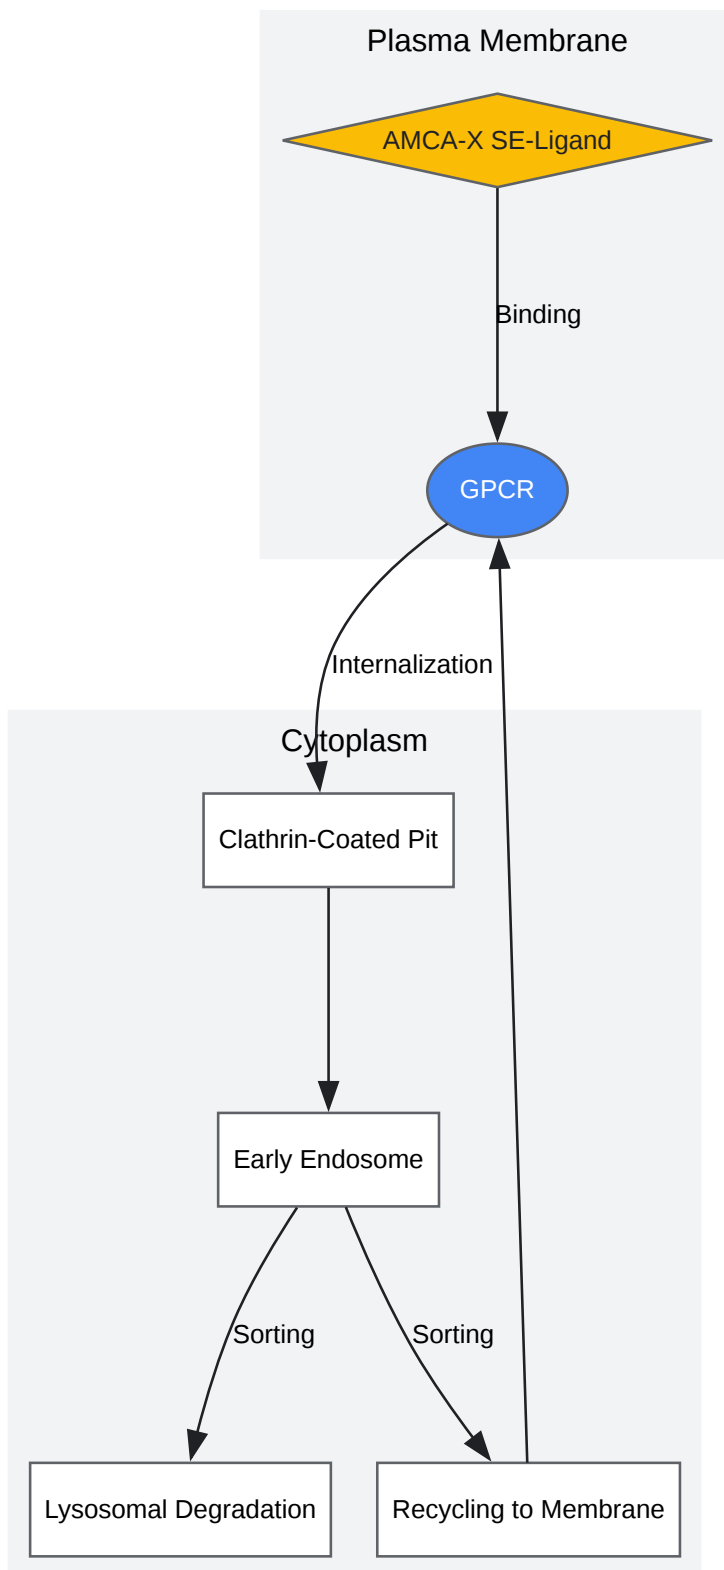 Plasma Membrane
AMCA-X SE-Ligand
Binding
GPCR
Internalization
Cytoplasm
Clathrin-Coated Pit
Early Endosome
Sorting
Sorting
Lysosomal Degradation
Recycling to Membrane